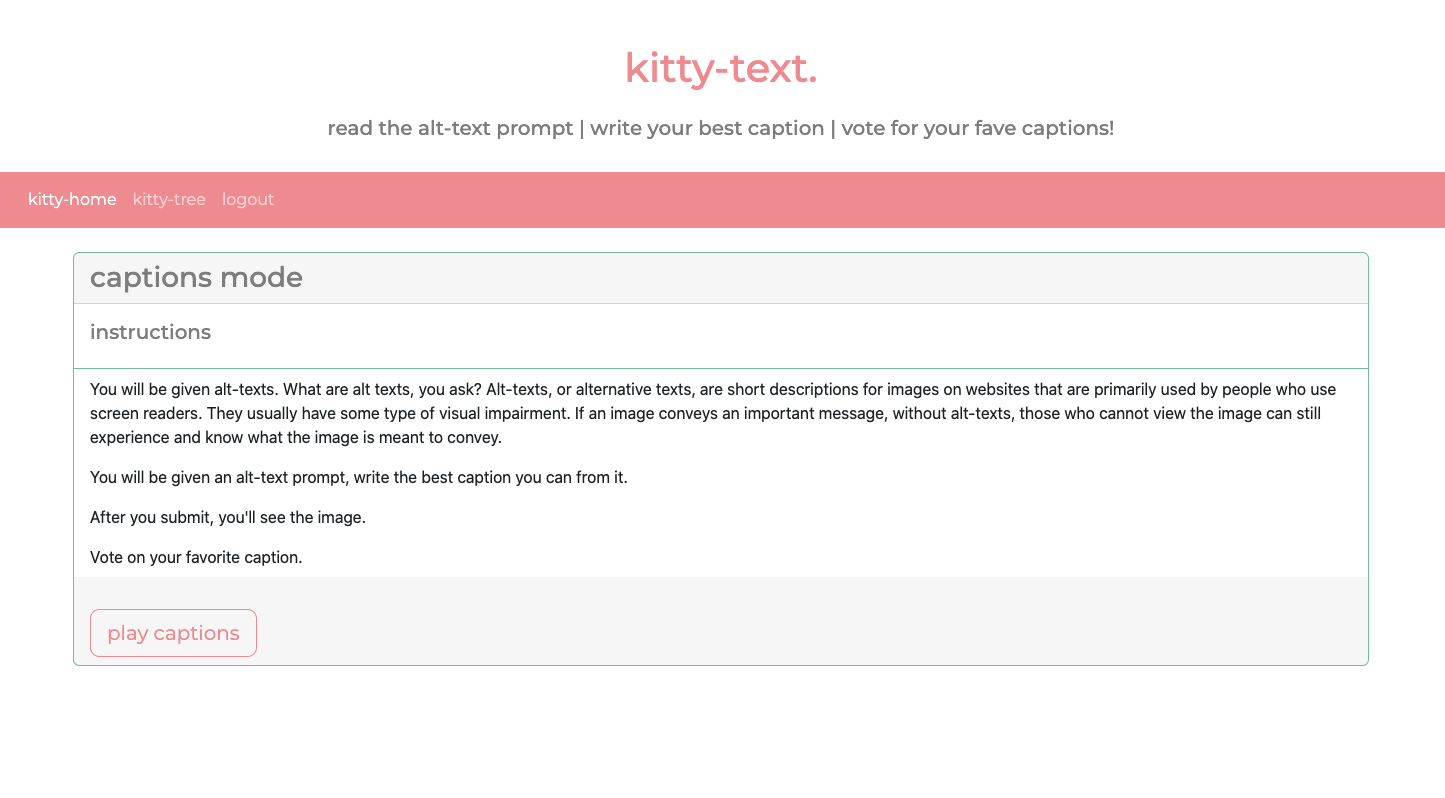 kitty-text.
read the alt-text prompt | write your best caption | vote for your fave captions!
kitty-home kitty-tree logout
captions mode
instructions
You will be given alt-texts. What are alt texts, you ask? Alt-texts, or alternative texts, are short descriptions for images on websites that are primarily used by people who use
screen readers. They usually have some type of visual impairment. If an image conveys an important message, without alt-texts, those who cannot view the image can still
experience and know what the image is meant to convey.
You will be given an alt-text prompt, write the best caption you can from it.
After you submit, you'll see the image.
Vote on your favorite caption.
play captions